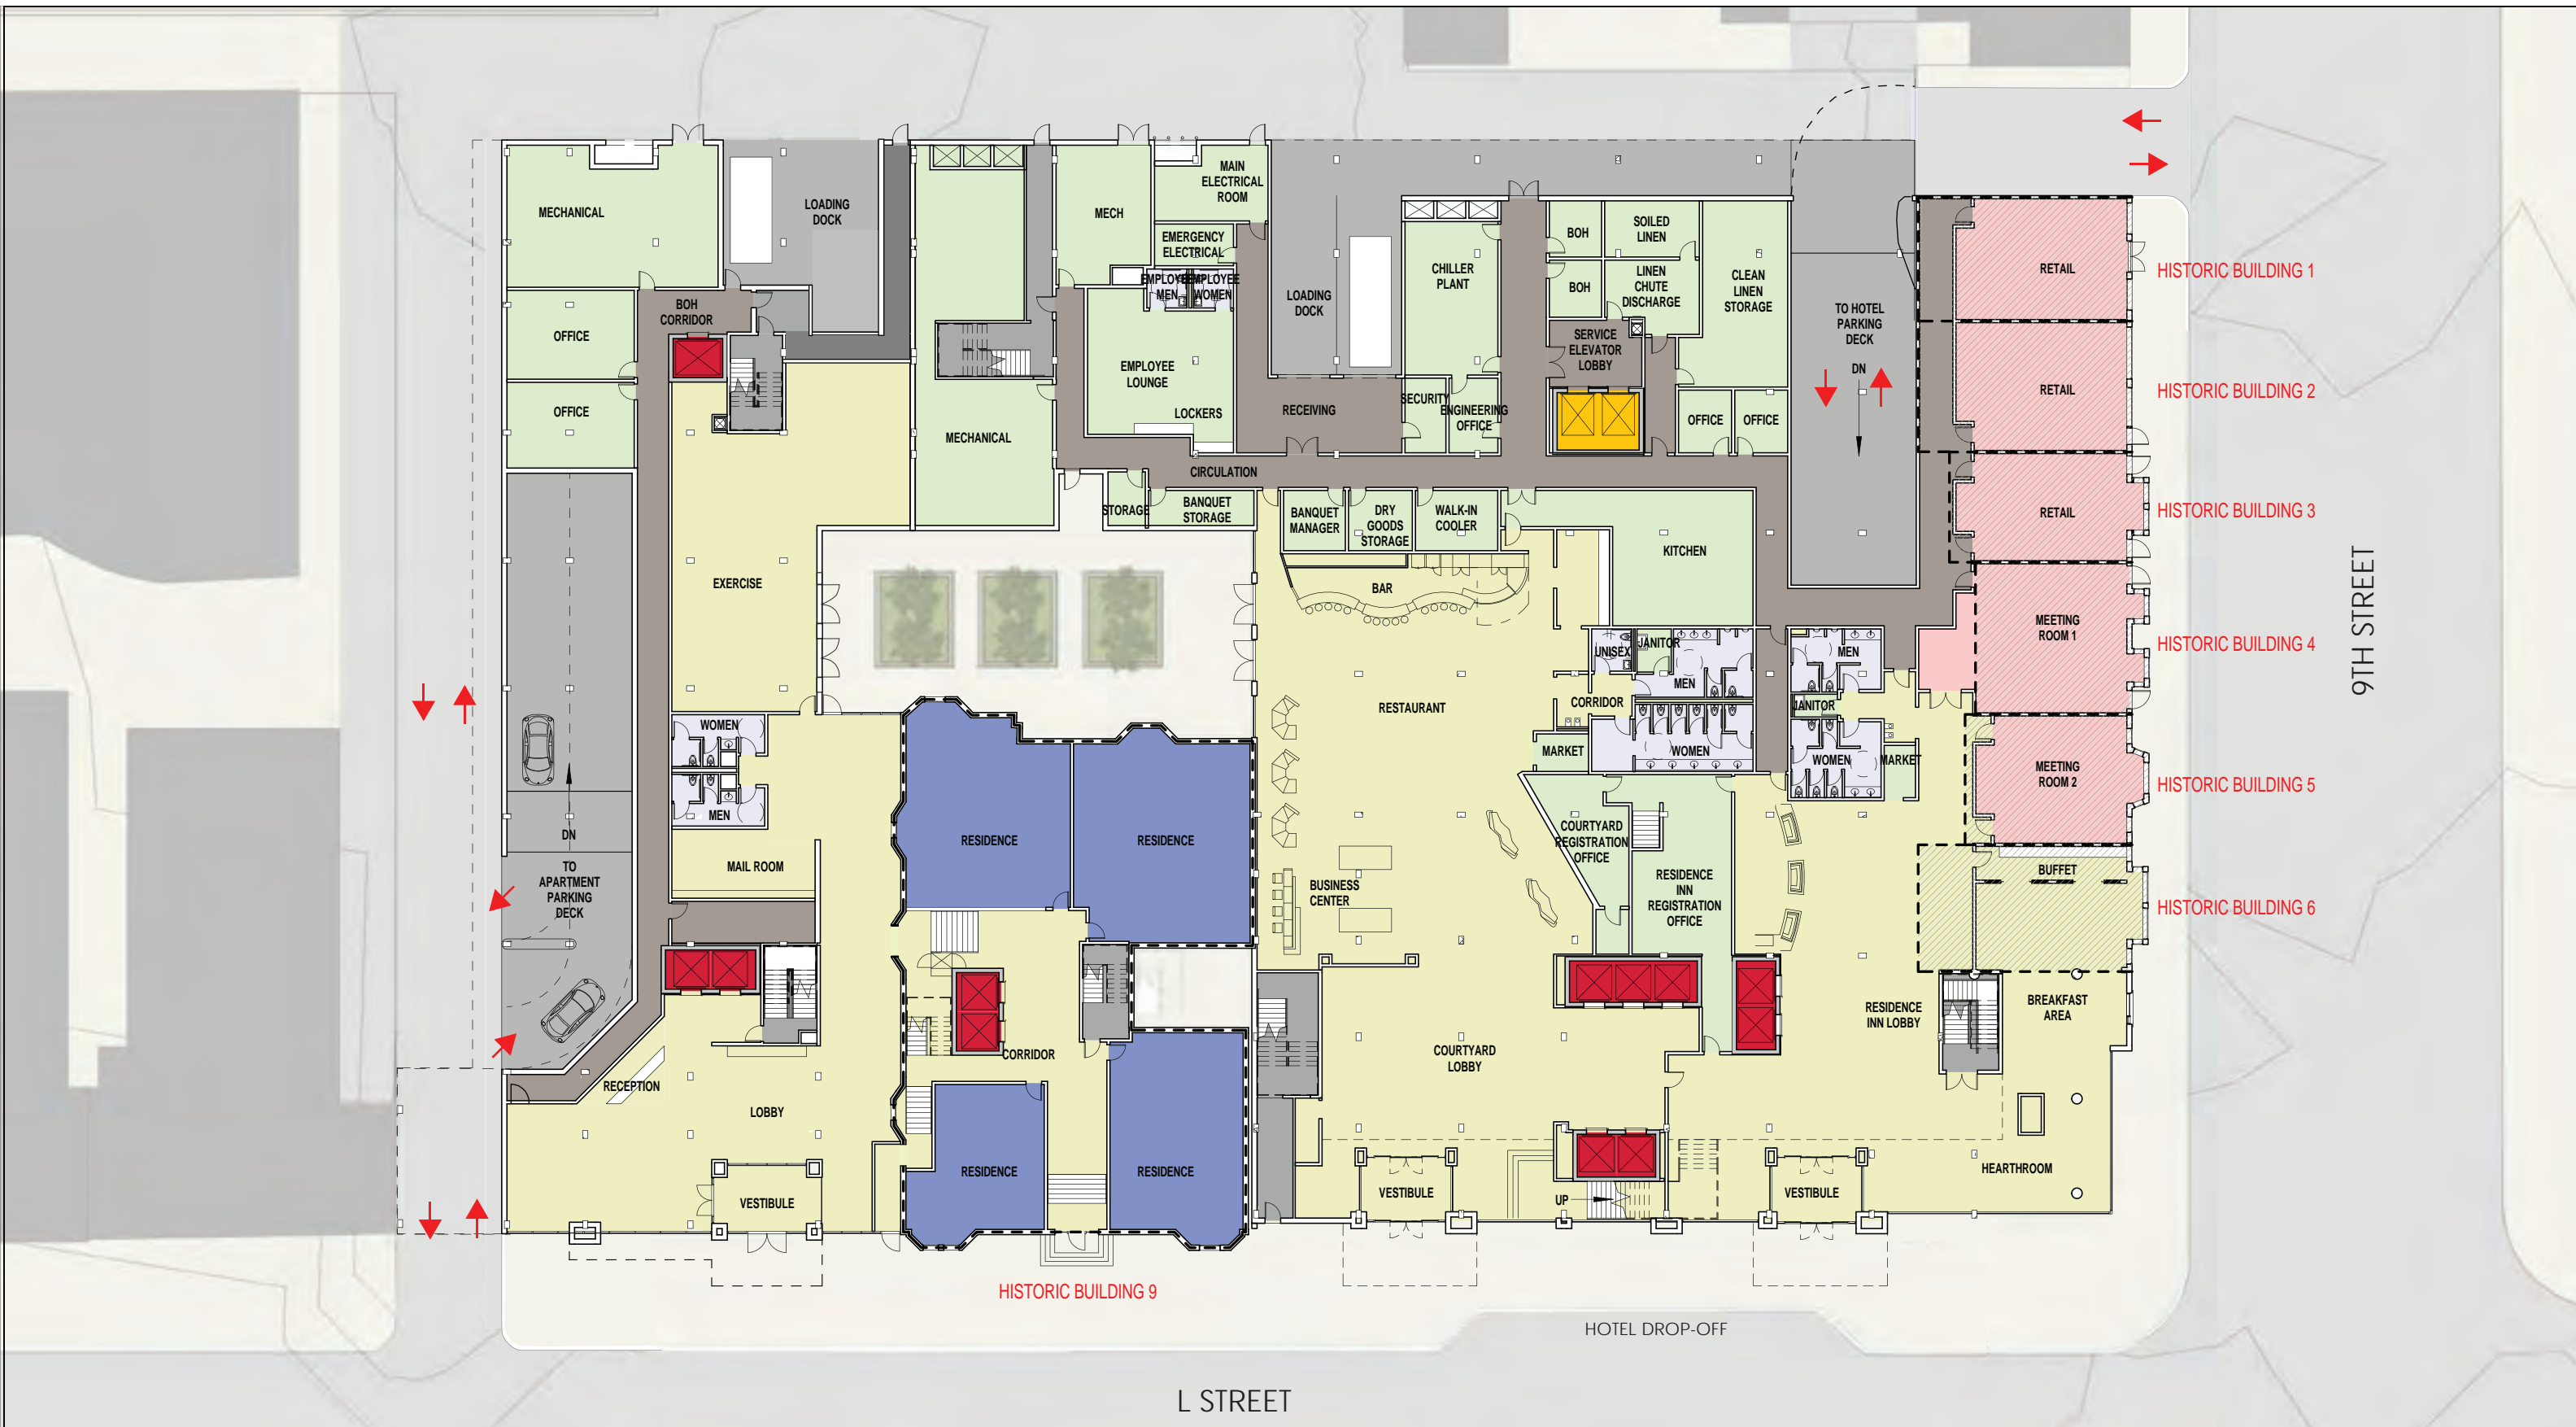 MECHANICAL
LOADING
DOCK
MECH
MAIN
ELECTRICAL
ROOM
EMERGENCY
ELECTRICAL
EMPLOYEE
MEN
EMPLOYEE
WOMEN
LOADING
DOCK
CHILLER
PLANT
BOH
SOILED
LINEN
BOH
LINEN
CHUTE
DISCHARGE
CLEAN
LINEN
STORAGE
SERVICE
ELEVATOR
LOBBY
TO HOTEL
PARKING
DECK
DN
RETAIL
HISTORIC BUILDING 1
RETAIL
HISTORIC BUILDING 2
RETAIL
HISTORIC BUILDING 3
MEETING
ROOM 1
HISTORIC BUILDING 4
MEETING
ROOM 2
HISTORIC BUILDING 5
BUFFET
HISTORIC BUILDING 6
9TH STREET
OFFICE
BOH
CORRIDOR
OFFICE
MECHANICAL
EMPLOYEE
LOUNGE
LOCKERS
RECEIVING
SECURITY
ENGINEERING
OFFICE
OFFICE
OFFICE
CIRCULATION
STORAGE
BANQUET
STORAGE
BANQUET
MANAGER
DRY
GOODS
STORAGE
WALK-IN
COOLER
KITCHEN
EXERCISE
BAR
UNISEX
JANITOR
MEN
MEN
CORRIDOR
RESTAURANT
JANITOR
MARKET
WOMEN
WOMEN
MARKET
WOMEN
MEN
MAIL ROOM
DN
TO
APARTMENT
PARKING
DECK
RESIDENCE
RESIDENCE
BUSINESS
CENTER
COURTYARD
REGISTRATION
OFFICE
RESIDENCE
INN
REGISTRATION
OFFICE
RESIDENCE
INN LOBBY
BREAKFAST
AREA
CORRIDOR
COURTYARD
LOBBY
RECEPTION
LOBBY
RESIDENCE
RESIDENCE
VESTIBULE
VESTIBULE
UP
VESTIBULE
HEARTHROOM
HISTORIC BUILDING 9
HOTEL DROP-OFF
L STREET